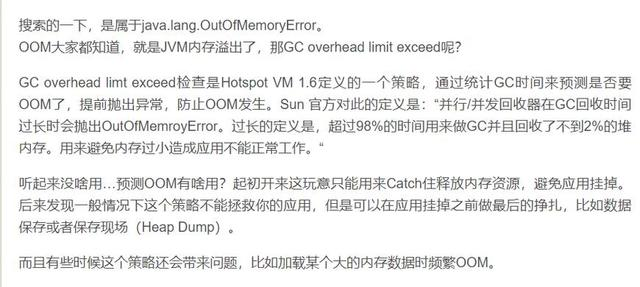 搜索的一下，是属于java.lang.OutOfMemoryError。
OOM大家都知道，就是JVM内存溢出了，那GC overhead limit exceed呢？
GC overhead limt exceed检查是Hotspot VM 1.6定义的一个策略，通过统计GC时间来预测是否要
OOM了，提前抛出异常，防止OOM发生。Sun 官方对此的定义是：“并行/并发回收器在GC回收时间
过长时会抛出OutOfMemroyError。过长的定义是，超过98%的时间用来做GC并且回收了不到2%的堆
内存。用来避免内存过小造成应用不能正常工作。“
听起来没啥用...预测OOM有啥用？起初开来这玩意只能用来Catch住释放内存资源，避免应用挂掉。
后来发现一般情况下这个策略不能拯救你的应用，但是可以在应用挂掉之前做最后的挣扎，比如数据
保存或者保存现场（Heap Dump）。
而且有些时候这个策略还会带来问题，比如加载某个大的内存数据时频繁OOM。